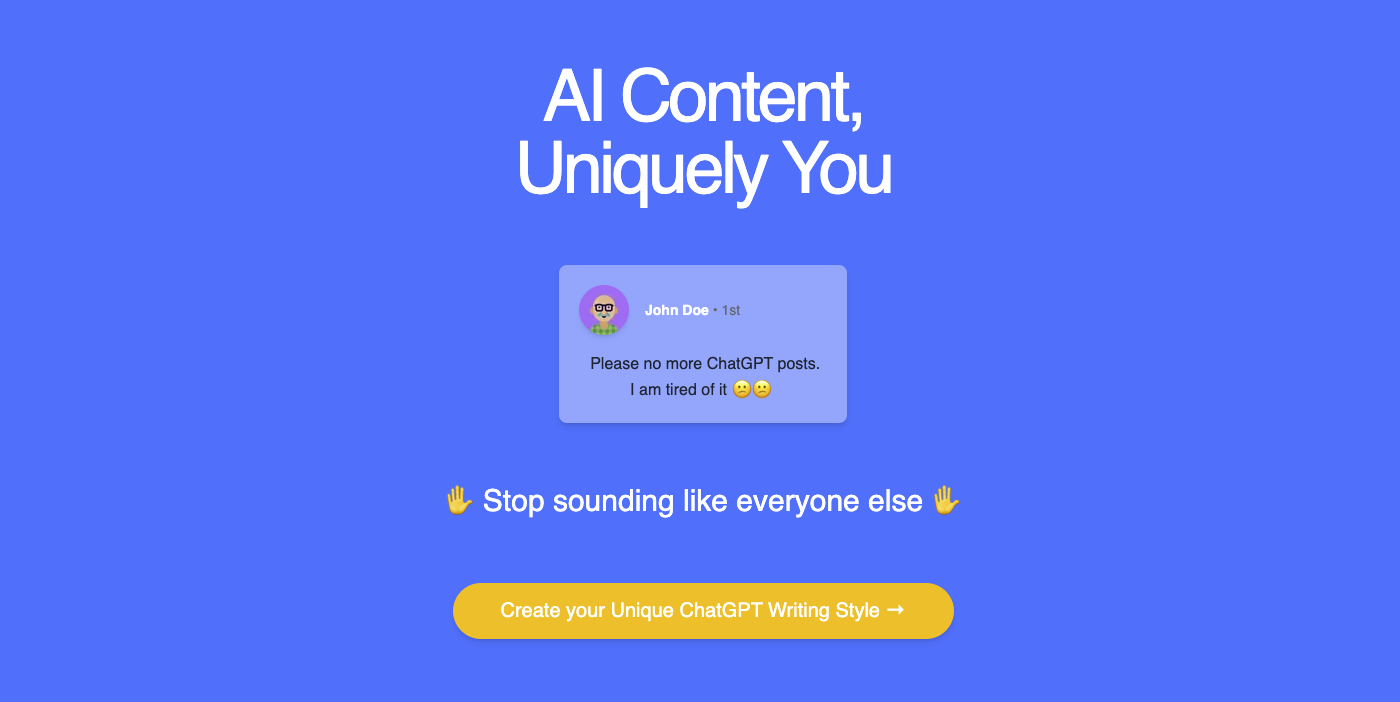 AI Content,
Uniquely You
John Doe • 1st
Please no more ChatGPT posts.
I am tired of it 😕😕
🖐 Stop sounding like everyone else 🖐
Create your Unique ChatGPT Writing Style →